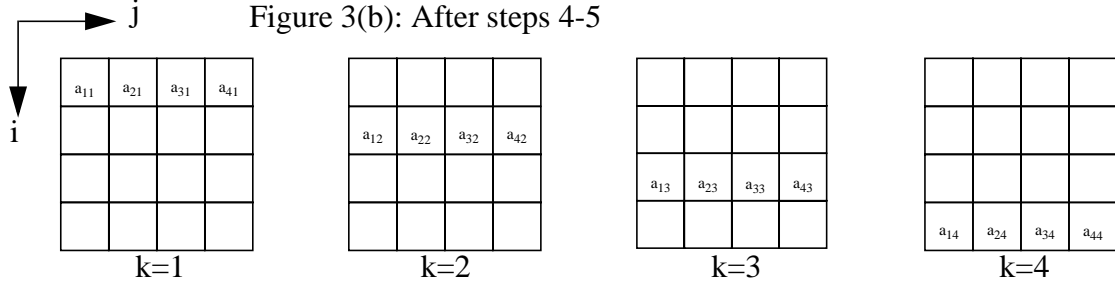 j
Figure 3(b): After steps 4-5
i
a11 a21 a31 a41
a12 a22 a32 a42
a13 a23 a33 a43
a14 a24 a34 a44
k=1 k=2 k=3 k=4